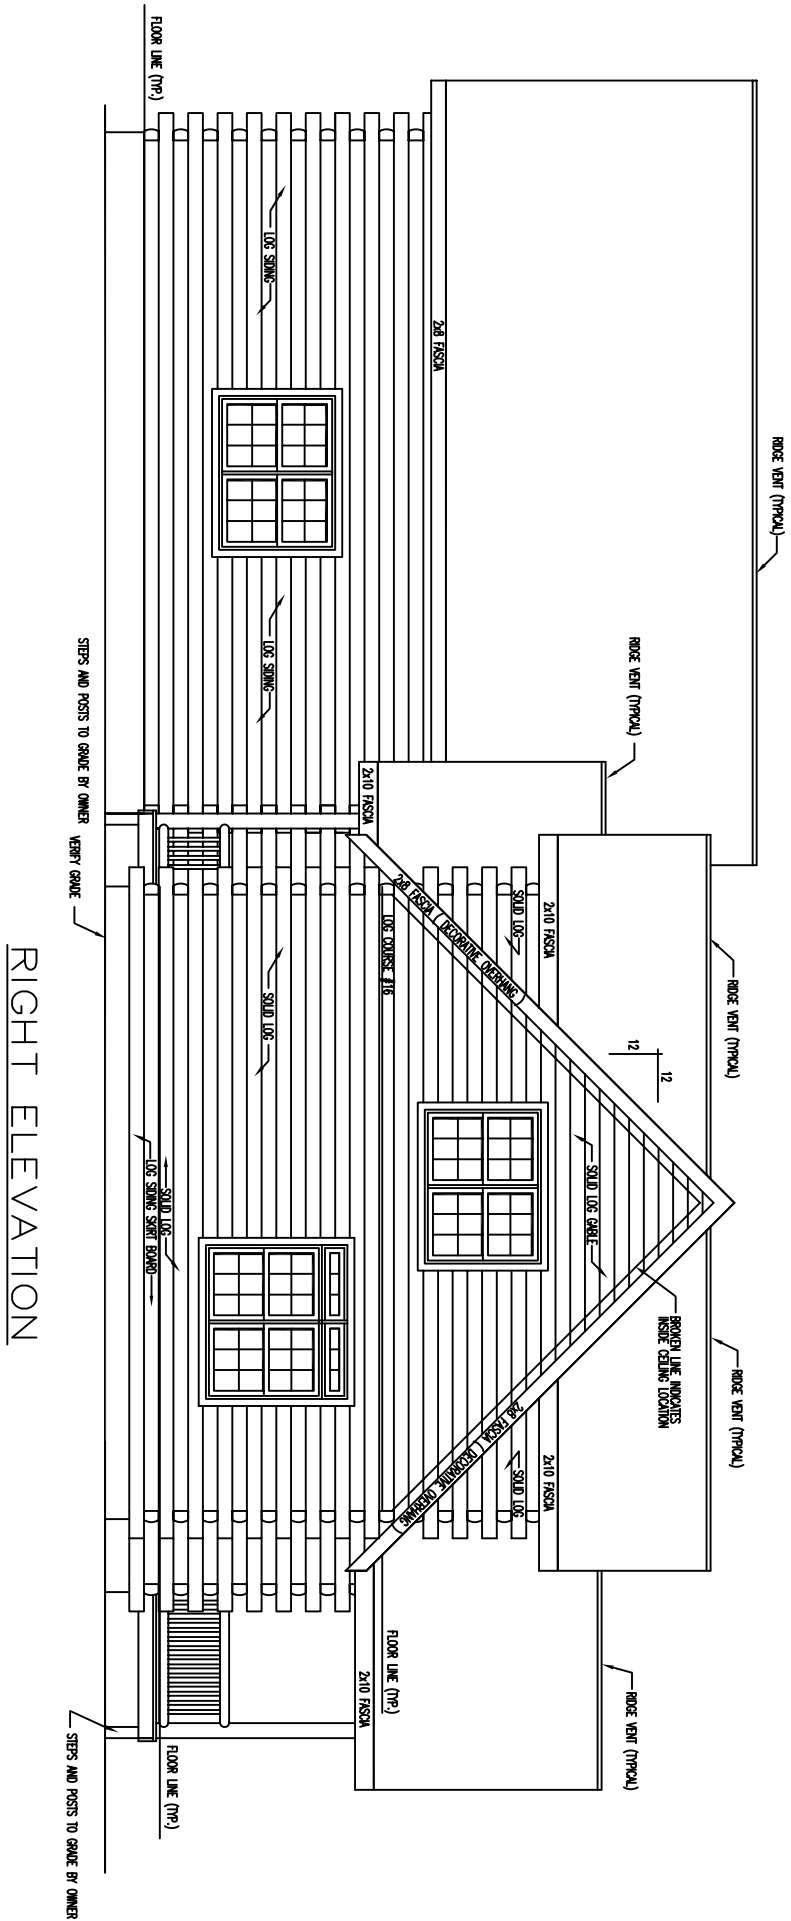 RIDGE VENT (TYPICAL)
RIDGE VENT (TYPICAL)
RIDGE VENT (TYPICAL)
RIDGE VENT (TYPICAL)
RIDGE VENT (TYPICAL)
12
12
BROKEN LINE INDICATES
INSIDE CEILING LOCATION
SOLID LOG GABLE
2x10 FASCIA
2x10 FASCIA
SOLID LOG
SOLID LOG
2x8 FASCIA ( DECORATIVE OVERHANG )
2x8 FASCIA ( DECORATIVE OVERHANG )
2x8 FASCIA
2x10 FASCIA
LOG COURSE #16
FLOOR LINE (TYP.)
2x10 FASCIA
LOG SIDING
LOG SIDING
SOLID LOG
SOLID LOG
LOG SIDING SKIRT BOARD
FLOOR LINE (TYP.)
FLOOR LINE (TYP.)
STEPS AND POSTS TO GRADE BY OWNER
VERIFY GRADE
STEPS AND POSTS TO GRADE BY OWNER
RIGHT ELEVATION